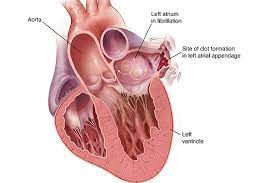 Aorta
Left atrium
in fibrillation
Site of clot formation
in left atrial appendage
Left
ventricle